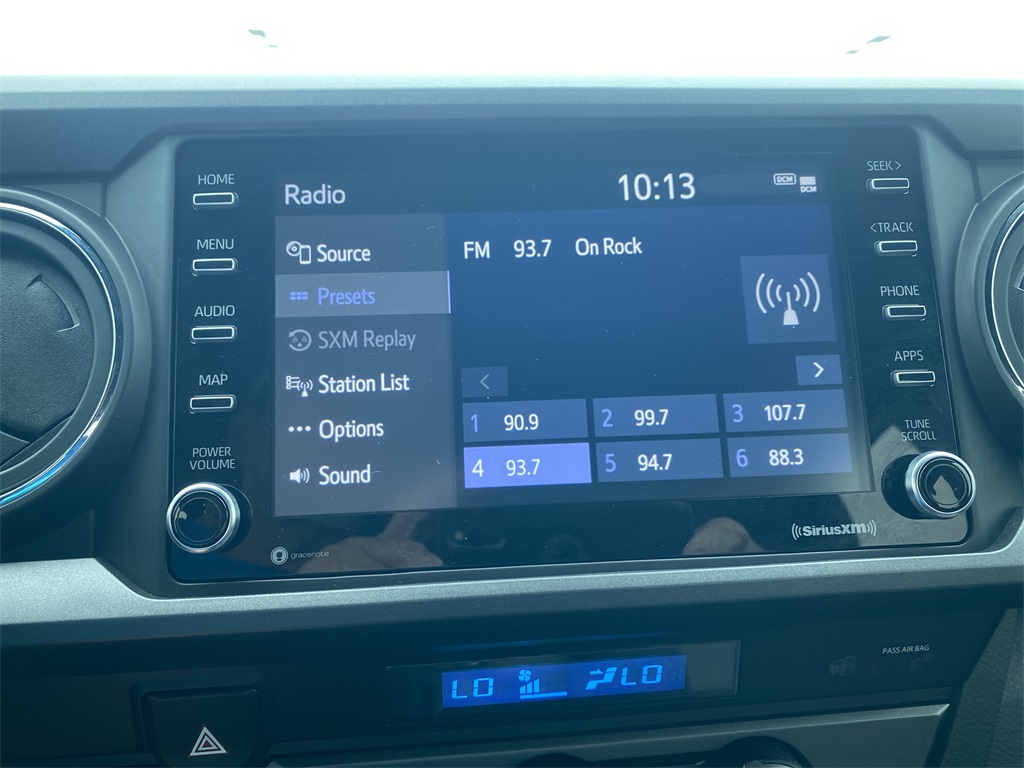 HOME
MENU
AUDIO
MAP
POWER
VOLUME
Radio
10:13
DCM
DCM
Source
Presets
SXM Replay
Station List
Options
Sound
FM 93.7 On Rock
< >
1 90.9 2 99.7 3 107.7
4 93.7 5 94.7 6 88.3
SEEK >
< TRACK
PHONE
APPS
TUNE
SCROLL
gracenote
((SiriusXM))
LO LO
PASS AIR BAG